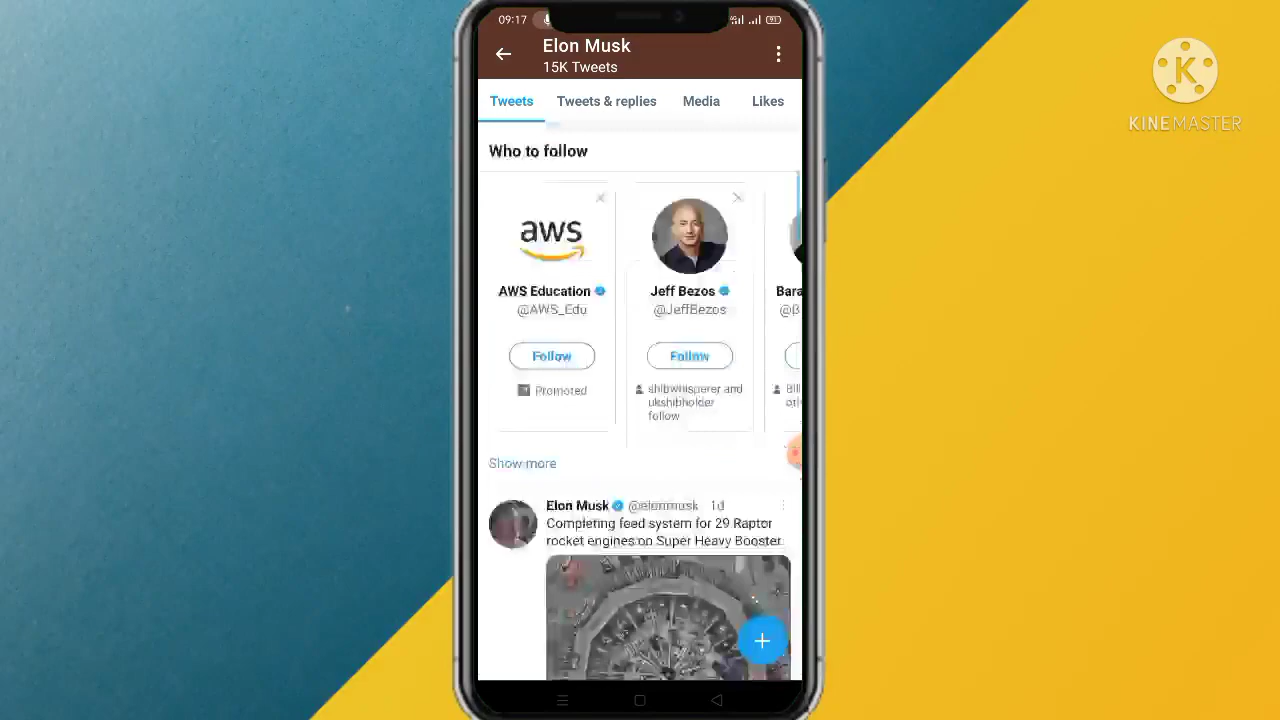 09:17
Elon Musk
15K Tweets
Tweets Tweets & replies Media Likes
K
KINEMASTER
Who to follow
aws
AWS Education
@AWS_Edu
Follow
Promoted
Jeff Bezos
@JeffBezos
Follow
shibwhisperer and
ukshibholder
follow
Bara
Show more
Elon Musk @elonmusk 1d
Completing feed system for 29 Raptor
rocket engines on Super Heavy Booster